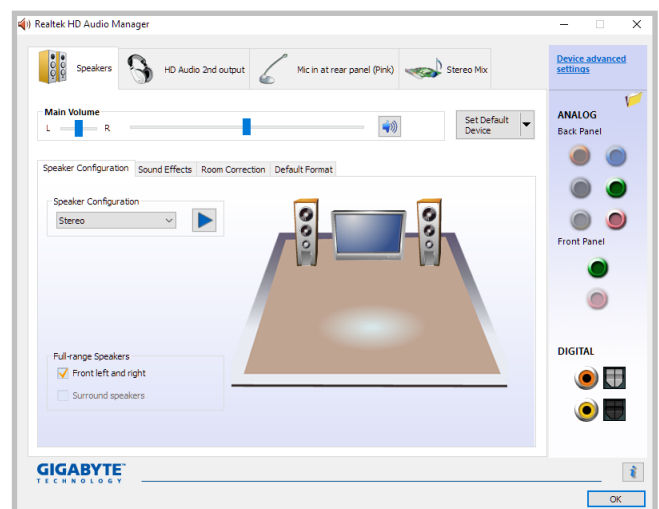 Realtek HD Audio Manager
Speakers
HD Audio 2nd output
Mic in at rear panel (Pink)
Stereo Mix
Device advanced
settings
Main Volume
L
R
Set Default
Device
ANALOG
Back Panel
Speaker Configuration
Sound Effects
Room Correction
Default Format
Speaker Configuration
Stereo
Front Panel
Full-range Speakers
Front left and right
Surround speakers
DIGITAL
GIGABYTE™
TECHNOLOGY
i
OK